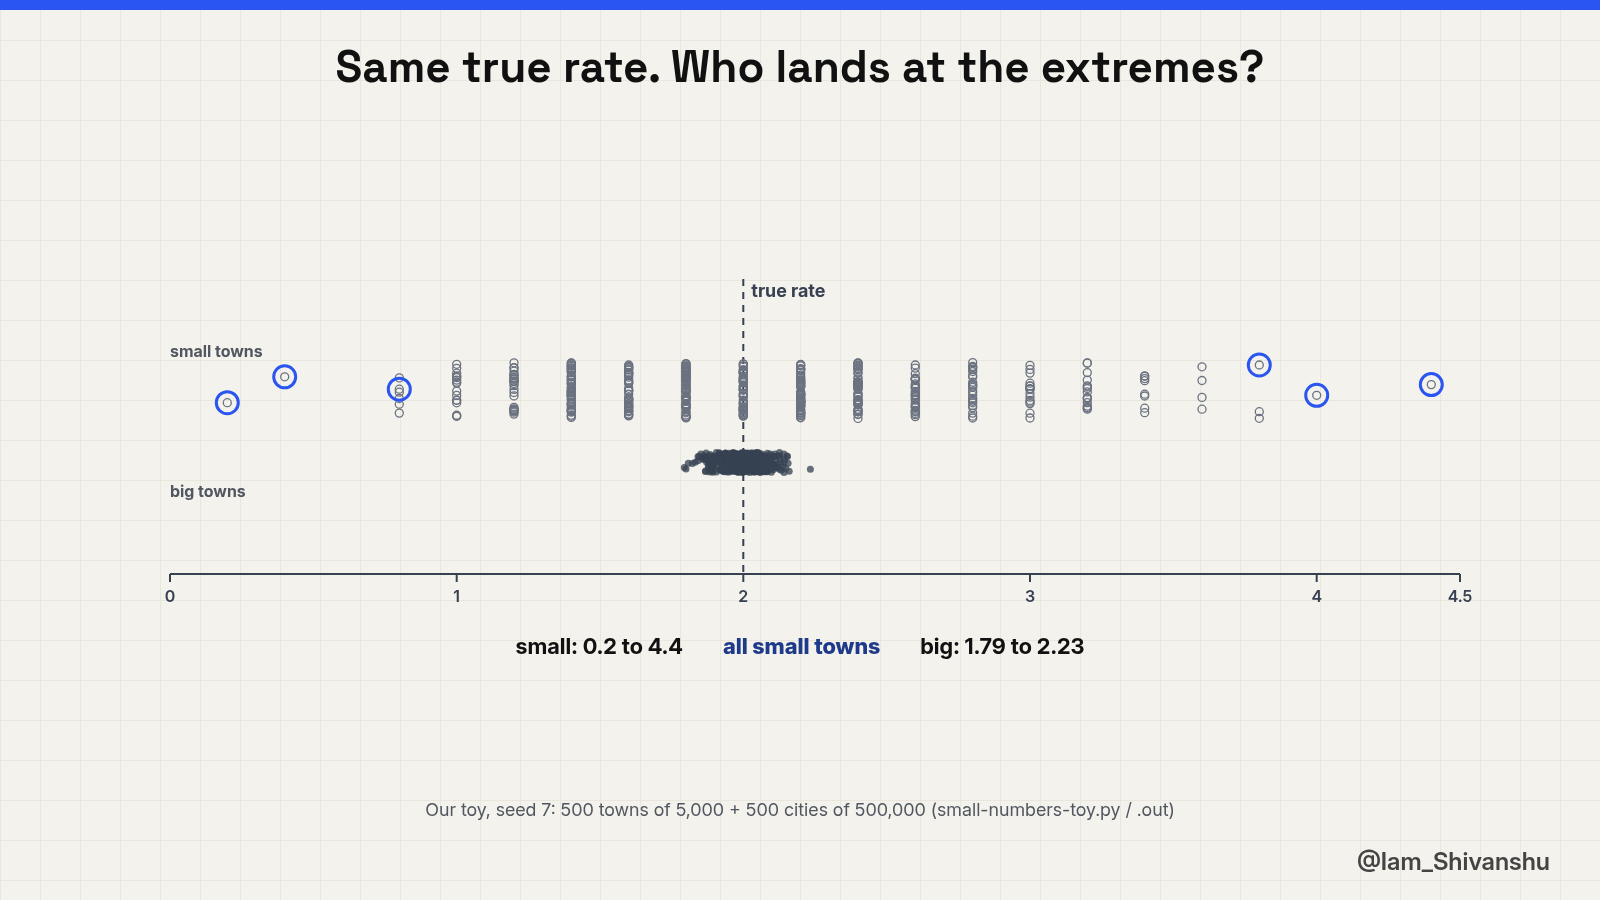 Same true rate. Who lands at the extremes?
true rate
small towns
big towns
0 1 2 3 4 4.5
small: 0.2 to 4.4 all small towns big: 1.79 to 2.23
Our toy, seed 7: 500 towns of 5,000 + 500 cities of 500,000 (small-numbers-toy.py / .out)
@Iam_Shivanshu